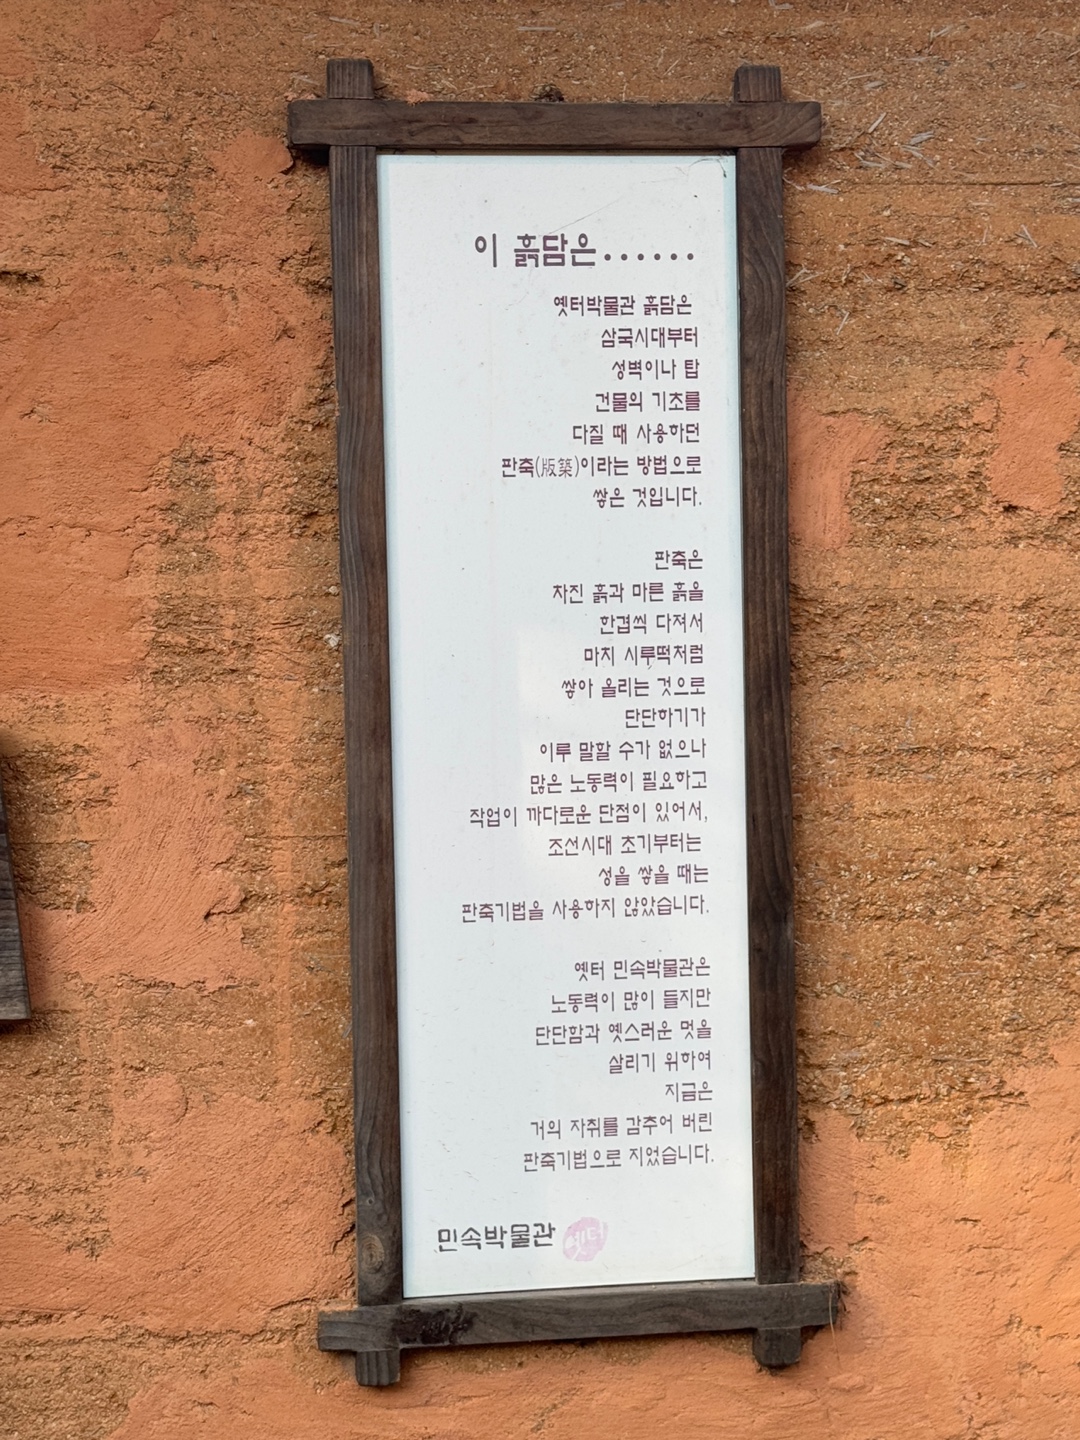 이 흙담은......
옛터박물관 흙담은
삼국시대부터
성벽이나 탑
건물의 기초를
다질 때 사용하던
판축(版築)이라는 방법으로
쌓은 것입니다.
판축은
차진 흙과 마른 흙을
한겹씩 다져서
마치 시루떡처럼
쌓아 올리는 것으로
단단하기가
이루 말할 수가 없으나
많은 노동력이 필요하고
작업이 까다로운 단점이 있어서,
조선시대 초기부터는
성을 쌓을 때는
판축기법을 사용하지 않았습니다.
옛터 민속박물관은
노동력이 많이 들지만
단단함과 옛스러운 멋을
살리기 위하여
지금은
거의 자취를 감추어 버린
판축기법으로 지었습니다.
민속박물관 옛터